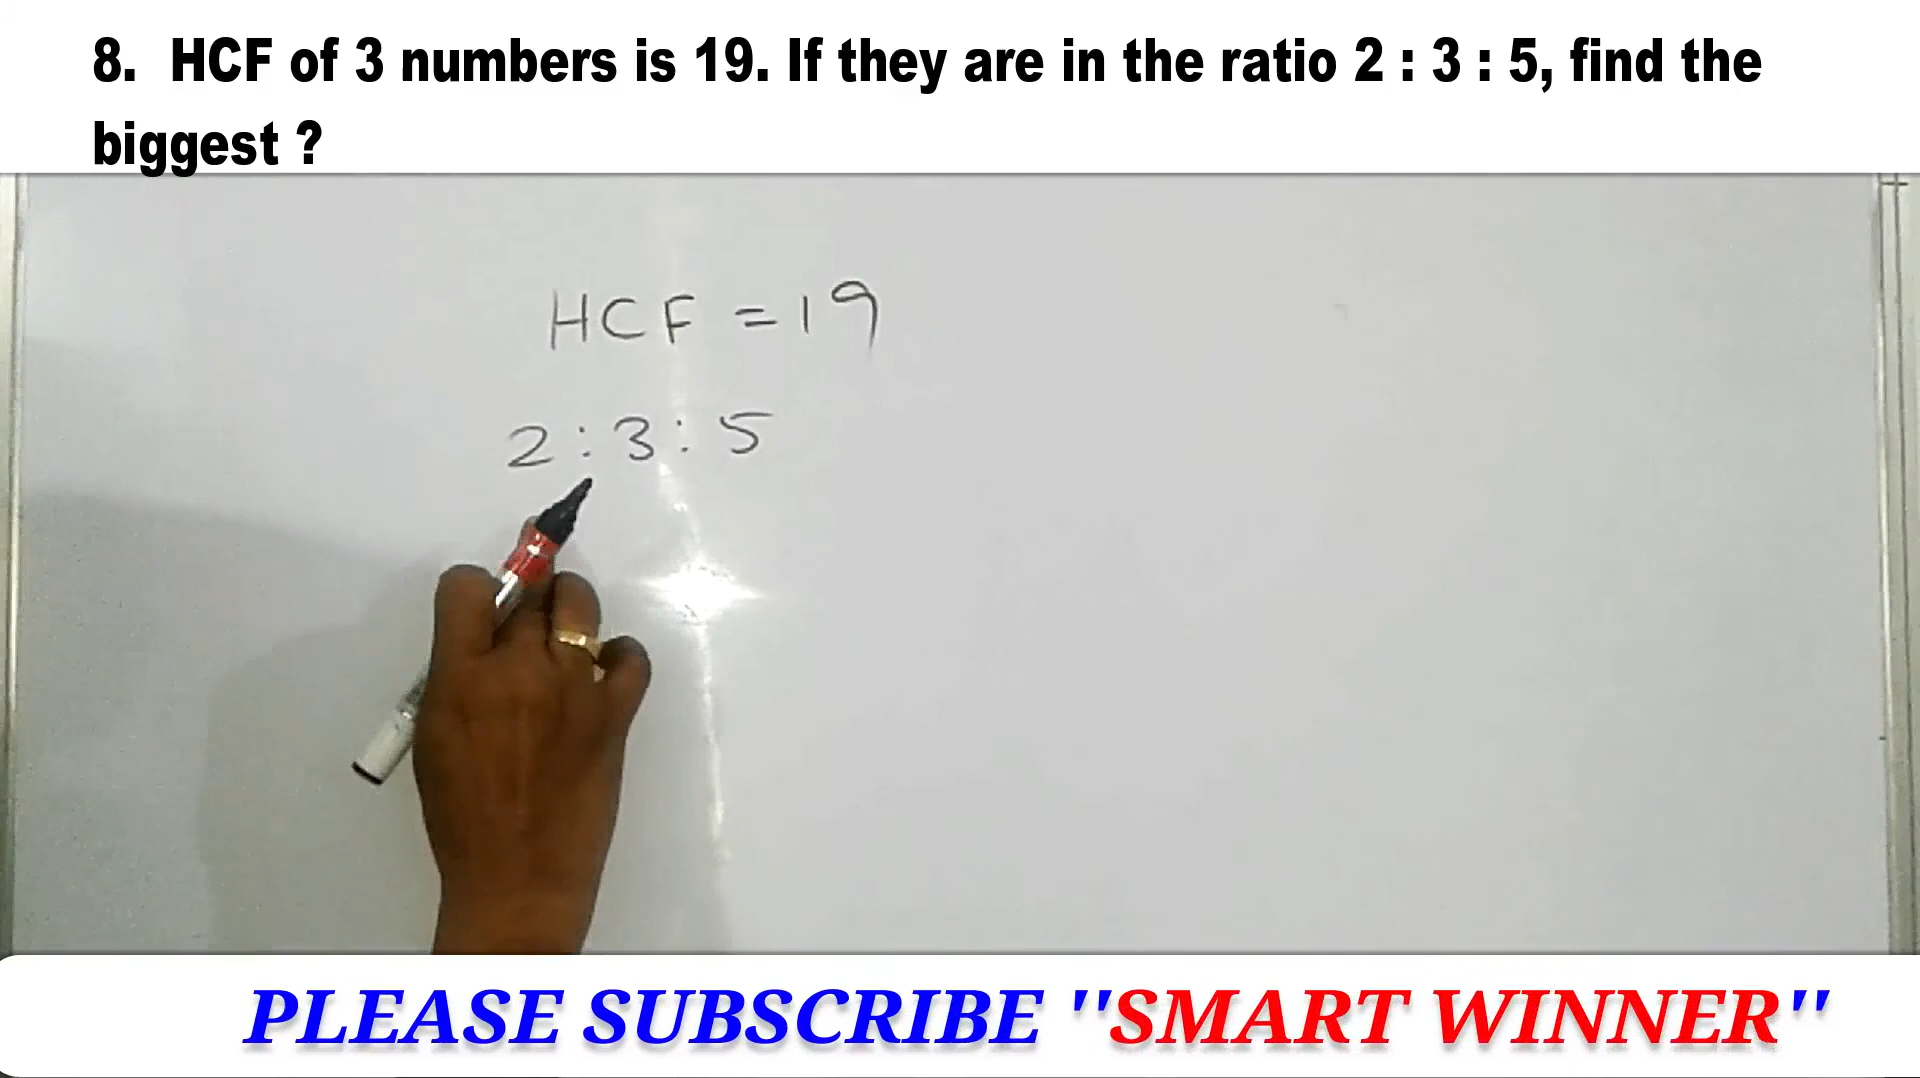 8. HCF of 3 numbers is 19. If they are in the ratio 2 : 3 : 5, find the
biggest ?
HCF = 19
2 : 3 : 5
PLEASE SUBSCRIBE ''SMART WINNER''